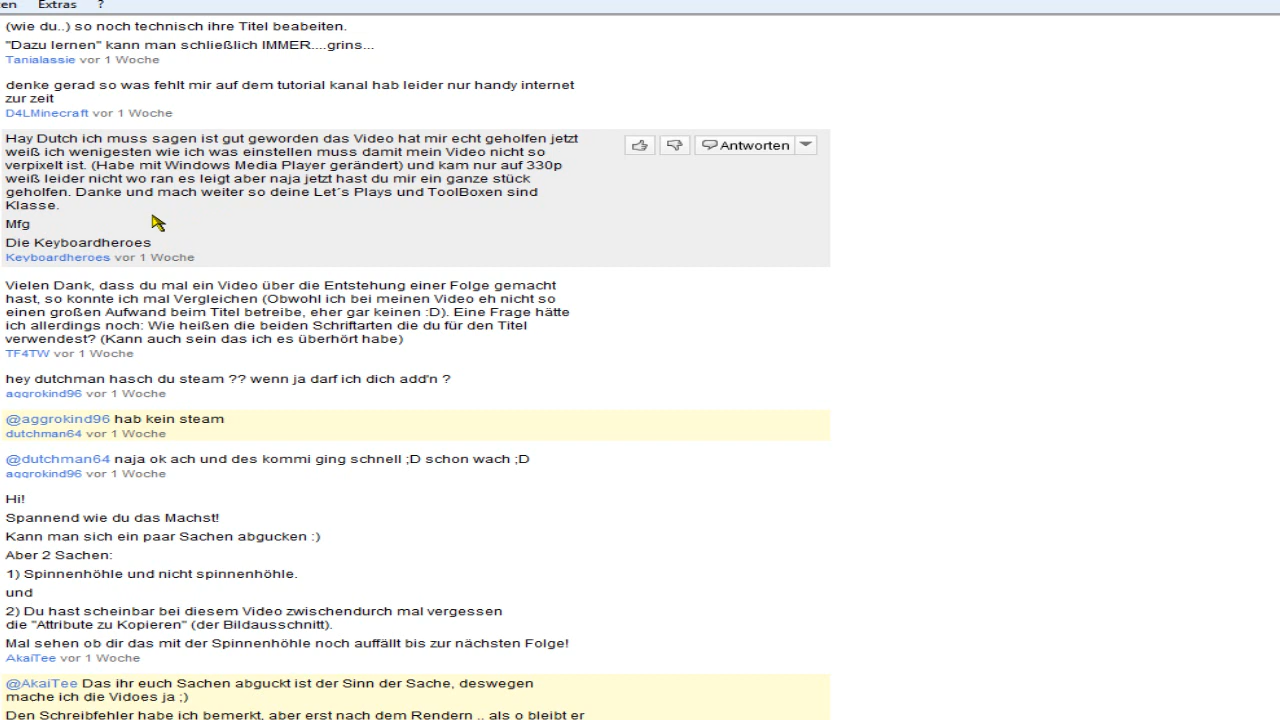 en Extras ?
(wie du..) so noch technisch ihre Titel beabeiten.
"Dazu lernen" kann man schließlich IMMER....grins...
Tanialassie vor 1 Woche
denke gerad so was fehlt mir auf dem tutorial kanal hab leider nur handy internet
zur zeit
D4LMinecraft vor 1 Woche
Hay Dutch ich muss sagen ist gut geworden das Video hat mir echt geholfen jetzt
weiß ich wenigesten wie ich was einstellen muss damit mein Video nicht so
verpixelt ist. (Habe mit Windows Media Player gerändert) und kam nur auf 330p
weiß leider nicht wo ran es leigt aber naja jetzt hast du mir ein ganze stück
geholfen. Danke und mach weiter so deine Let´s Plays und ToolBoxen sind
Klasse.
Antworten
Mfg
Die Keyboardheroes
Keyboardheroes vor 1 Woche
Vielen Dank, dass du mal ein Video über die Entstehung einer Folge gemacht
hast, so konnte ich mal Vergleichen (Obwohl ich bei meinen Video eh nicht so
einen großen Aufwand beim Titel betreibe, eher gar keinen :D). Eine Frage hätte
ich allerdings noch: Wie heißen die beiden Schriftarten die du für den Titel
verwendest? (Kann auch sein das ich es überhört habe)
TF4TW vor 1 Woche
hey dutchman hasch du steam ?? wenn ja darf ich dich add'n ?
aggrokind96 vor 1 Woche
@aggrokind96 hab kein steam
dutchman64 vor 1 Woche
@dutchman64 naja ok ach und des kommi ging schnell ;D schon wach ;D
aggrokind96 vor 1 Woche
Hi!
Spannend wie du das Machst!
Kann man sich ein paar Sachen abgucken :)
Aber 2 Sachen:
1) Spinnenhöhle und nicht spinnenhöhle.
und
2) Du hast scheinbar bei diesem Video zwischendurch mal vergessen
die "Attribute zu Kopieren" (der Bildausschnitt).
Mal sehen ob dir das mit der Spinnenhöhle noch auffällt bis zur nächsten Folge!
AkaiTee vor 1 Woche
@AkaiTee Das ihr euch Sachen abguckt ist der Sinn der Sache, deswegen
mache ich die Vidoes ja ;)
Den Schreibfehler habe ich bemerkt, aber erst nach dem Rendern .. als o bleibt er